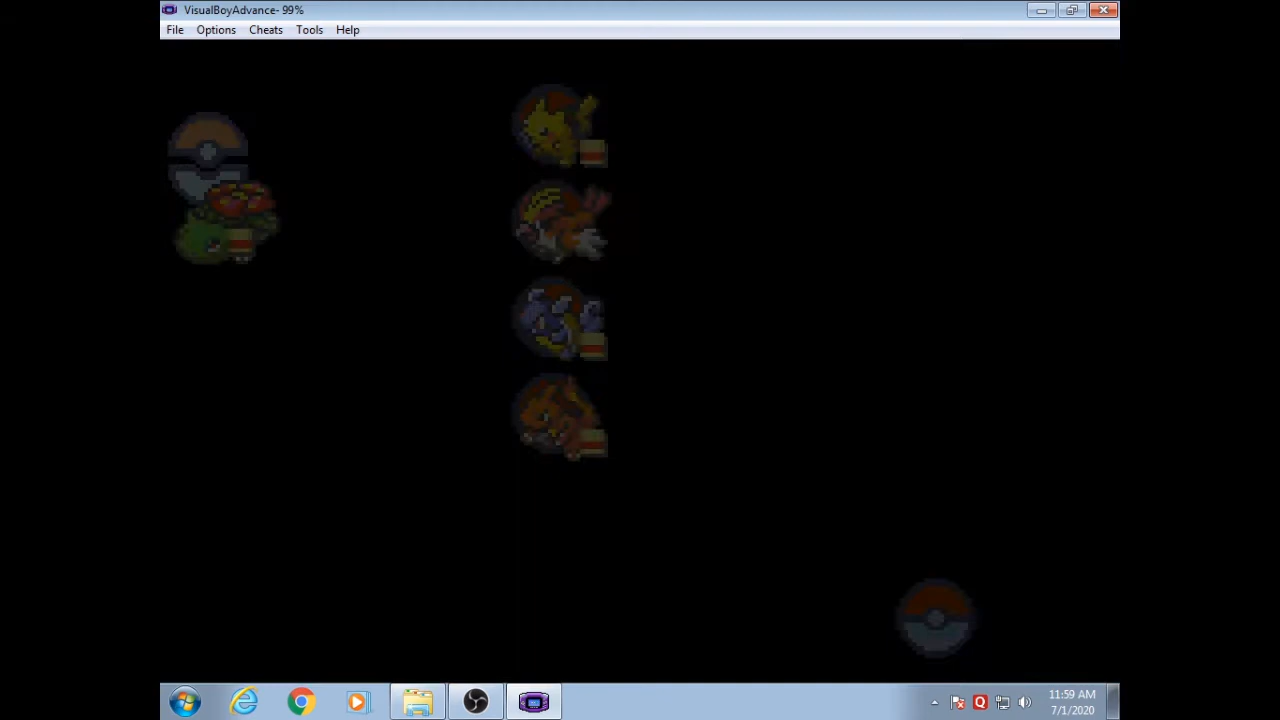 VisualBoyAdvance- 99%
File Options Cheats Tools Help
Q
11:59 AM
7/1/2020